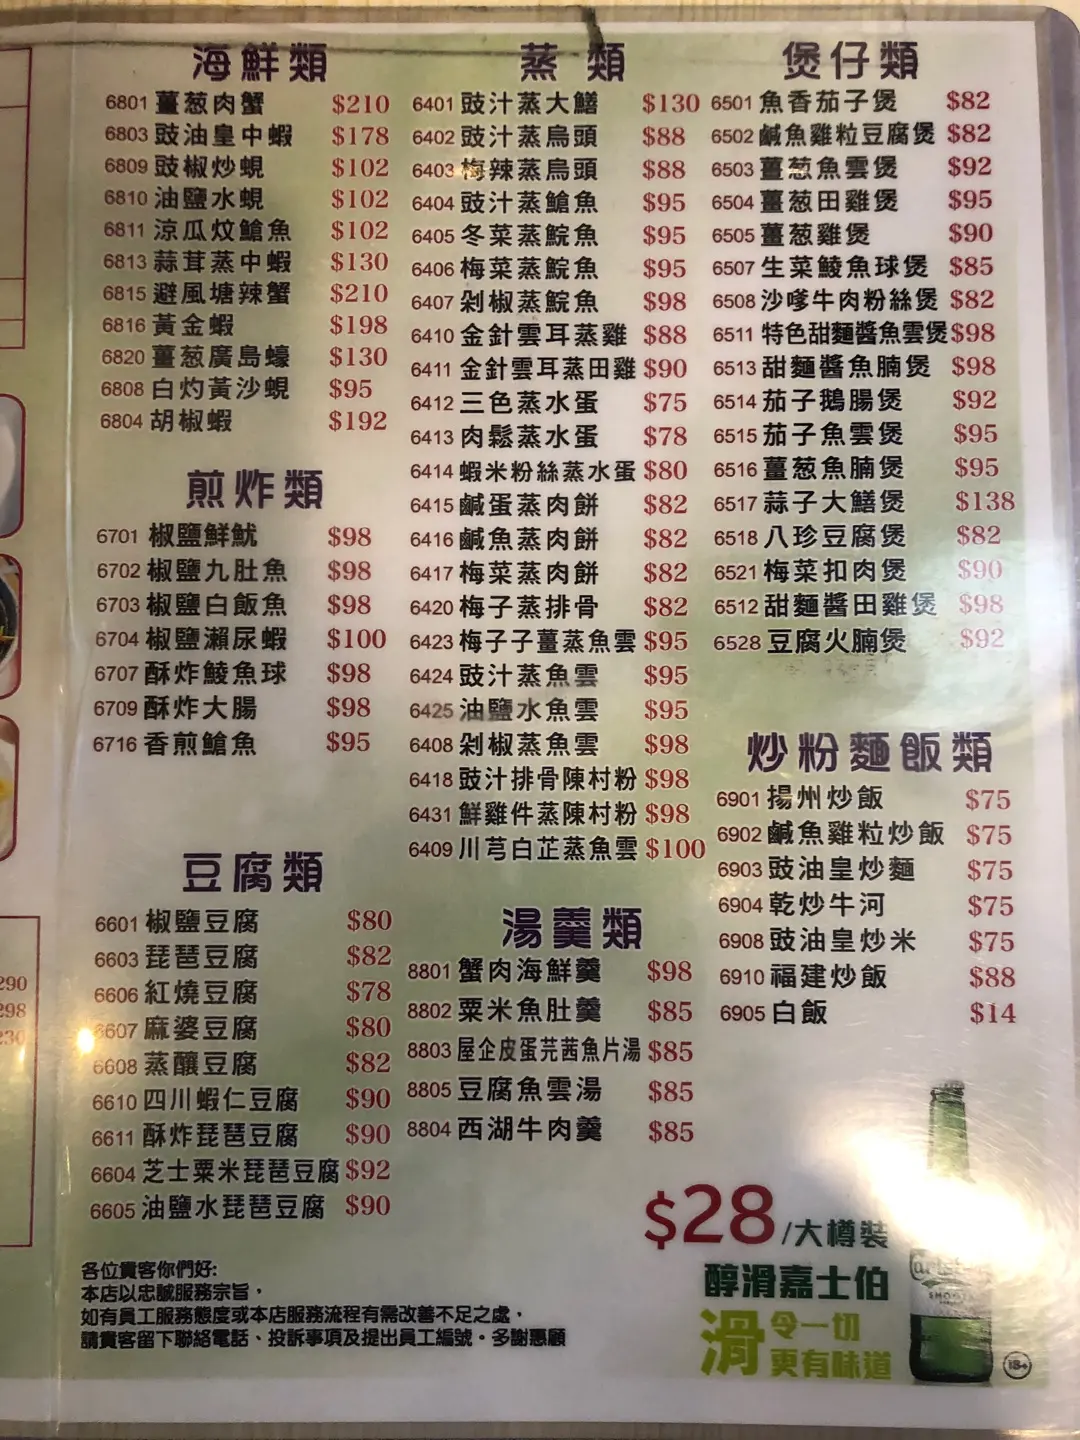 海鮮類
6801 薑葱肉蟹 $210
6803 豉油皇中蝦 $178
6809 豉椒炒蜆 $102
6810 油鹽水蜆 $102
6811 涼瓜炆鱠魚 $102
6813 蒜茸蒸中蝦 $130
6815 避風塘辣蟹 $210
6816 黃金蝦 $198
6820 薑葱廣島蠔 $130
6808 白灼黃沙蜆 $95
6804 胡椒蝦 $192
煎炸類
6701 椒鹽鮮魷 $98
6702 椒鹽九肚魚 $98
6703 椒鹽白飯魚 $98
6704 椒鹽瀨尿蝦 $100
6707 酥炸鯪魚球 $98
6709 酥炸大腸 $98
6716 香煎鱠魚 $95
豆腐類
6601 椒鹽豆腐 $80
6603 琵琶豆腐 $82
6606 紅燒豆腐 $78
6607 麻婆豆腐 $80
6608 蒸釀豆腐 $82
6610 四川蝦仁豆腐 $90
6611 酥炸琵琶豆腐 $90
6604 芝士粟米琵琶豆腐 $92
6605 油鹽水琵琶豆腐 $90
蒸類
6401 豉汁蒸大鱔 $130
6402 豉汁蒸烏頭 $88
6403 梅辣蒸烏頭 $88
6404 豉汁蒸鱠魚 $95
6405 冬菜蒸鯇魚 $95
6406 梅菜蒸鯇魚 $95
6407 剁椒蒸鯇魚 $98
6410 金針雲耳蒸雞 $88
6411 金針雲耳蒸田雞 $90
6412 三色蒸水蛋 $75
6413 肉鬆蒸水蛋 $78
6414 蝦米粉絲蒸水蛋 $80
6415 鹹蛋蒸肉餅 $82
6416 鹹魚蒸肉餅 $82
6417 梅菜蒸肉餅 $82
6420 梅子蒸排骨 $82
6423 梅子子薑蒸魚雲 $95
6424 豉汁蒸魚雲 $95
6425 油鹽水魚雲 $95
6408 剁椒蒸魚雲 $98
6418 豉汁排骨陳村粉 $98
6431 鮮雞件蒸陳村粉 $98
6409 川芎白芷蒸魚雲 $100
湯羹類
8801 蟹肉海鮮羹 $98
8802 粟米魚肚羹 $85
8803 屋企皮蛋芫茜魚片湯 $85
8805 豆腐魚雲湯 $85
8804 西湖牛肉羹 $85
煲仔類
6501 魚香茄子煲 $82
6502 鹹魚雞粒豆腐煲 $82
6503 薑葱魚雲煲 $92
6504 薑葱田雞煲 $95
6505 薑葱雞煲 $90
6507 生菜鯪魚球煲 $85
6508 沙嗲牛肉粉絲煲 $82
6511 特色甜麵醬魚雲煲 $98
6513 甜麵醬魚腩煲 $98
6514 茄子鵝腸煲 $92
6515 茄子魚雲煲 $95
6516 薑葱魚腩煲 $95
6517 蒜子大鱔煲 $138
6518 八珍豆腐煲 $82
6521 梅菜扣肉煲 $90
6512 甜麵醬田雞煲 $98
6528 豆腐火腩煲 $92
炒粉麵飯類
6901 揚州炒飯 $75
6902 鹹魚雞粒炒飯 $75
6903 豉油皇炒麵 $75
6904 乾炒牛河 $75
6908 豉油皇炒米 $75
6910 福建炒飯 $88
6905 白飯 $14
$28/大樽裝
醇滑嘉士伯
滑 令一切
更有味道
18+
各位貴客你們好:
本店以忠誠服務宗旨，
如有員工服務態度或本店服務流程有需改善不足之處，
請貴客留下聯絡電話、投訴事項及提出員工編號。多謝惠顧
290
298
230